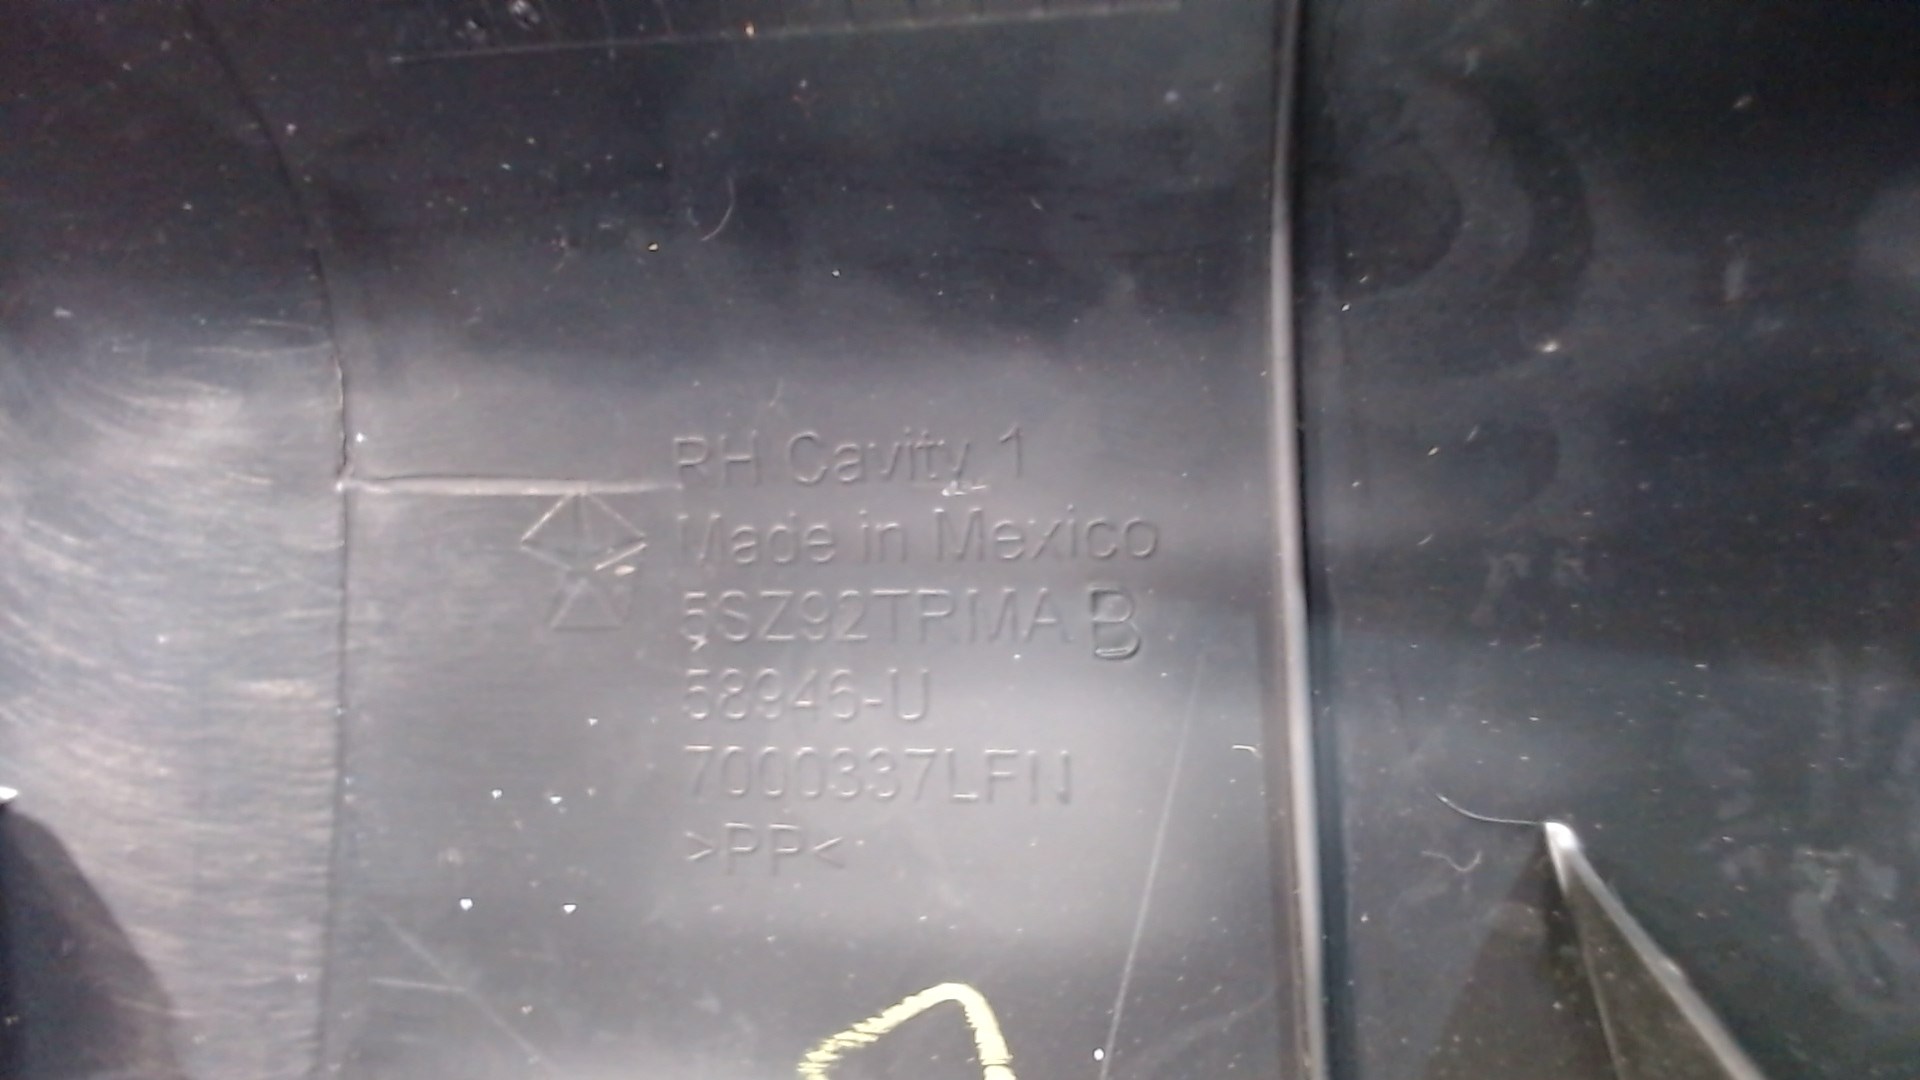 RH Cavity 1
Made in Mexico
5SZ92TRMA B
58946-U
7000337LFN
>PP<